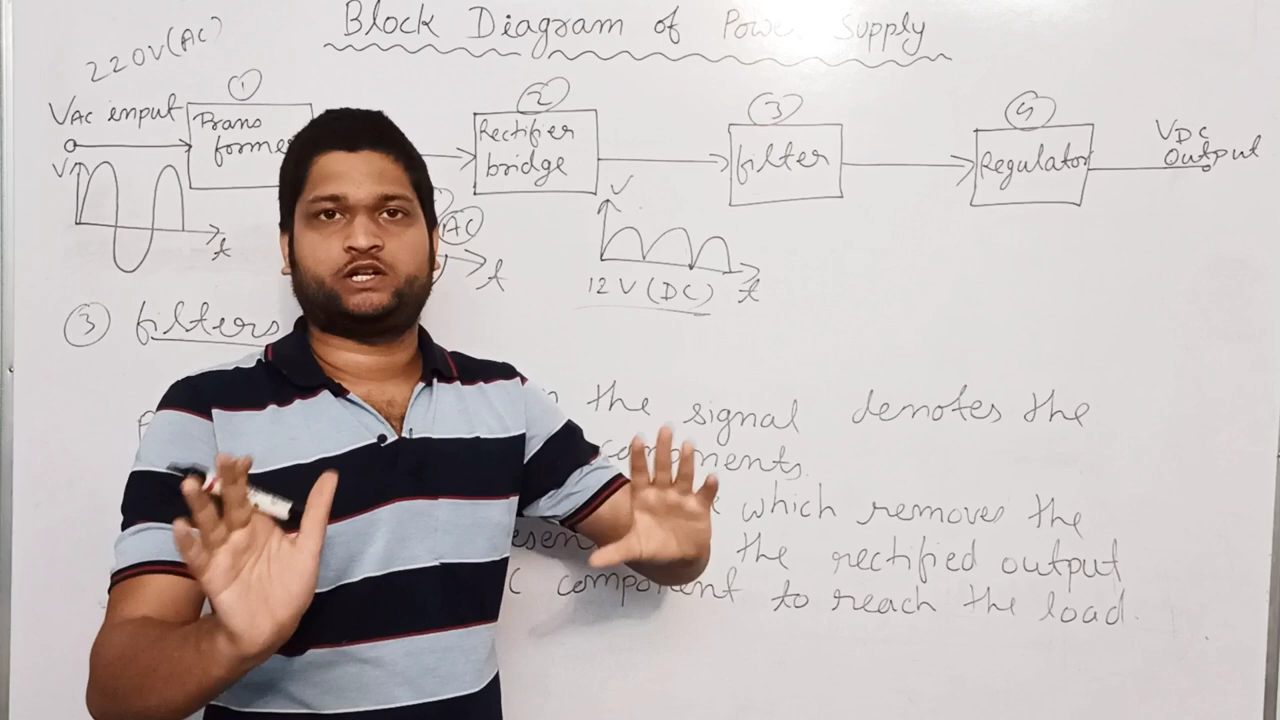 Block Diagram of Power Supply
220V(AC)
VAC input
V
t
1
Trans
former
AC
t
2
Rectifier
bridge
V
12V(DC)
t
3
filter
4
Regulator
VDC
Output
3 filters
the signal denotes the
components.
which removes the
the rectified output
component to reach the load.